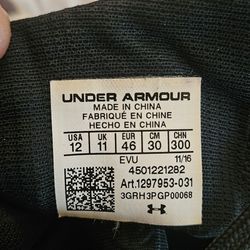 UNDER ARMOUR
MADE IN CHINA
FABRIQUÉ EN CHINE
HECHO EN CHINA
USA UK EUR CM CHN
12 11 46 30 300
EVU 11/16
4501221282
Art.1297953-031
3GRH3PGP00068